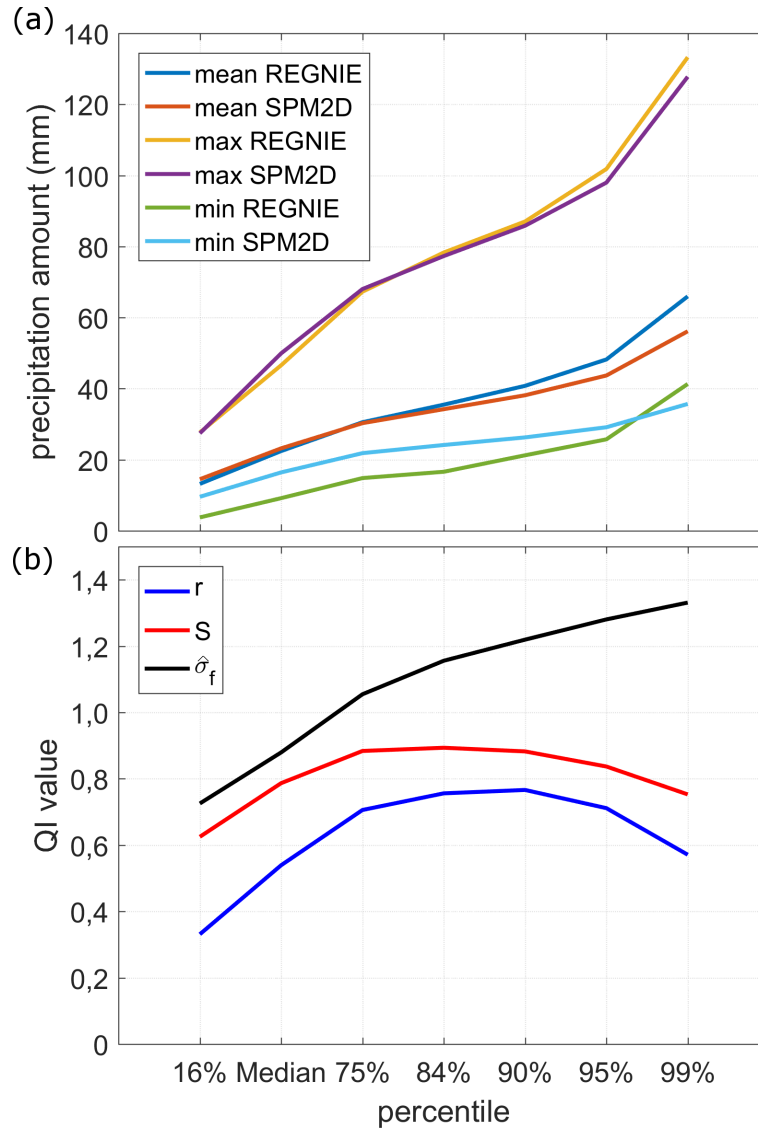 (a)
precipitation amount (mm)
140
120
100
80
60
40
20
0
mean REGNIE
mean SPM2D
max REGNIE
max SPM2D
min REGNIE
min SPM2D
(b)
QI value
1,4
1,2
1,0
0,8
0,6
0,4
0,2
0
r
S
σ̂f
16% Median 75% 84% 90% 95% 99%
percentile